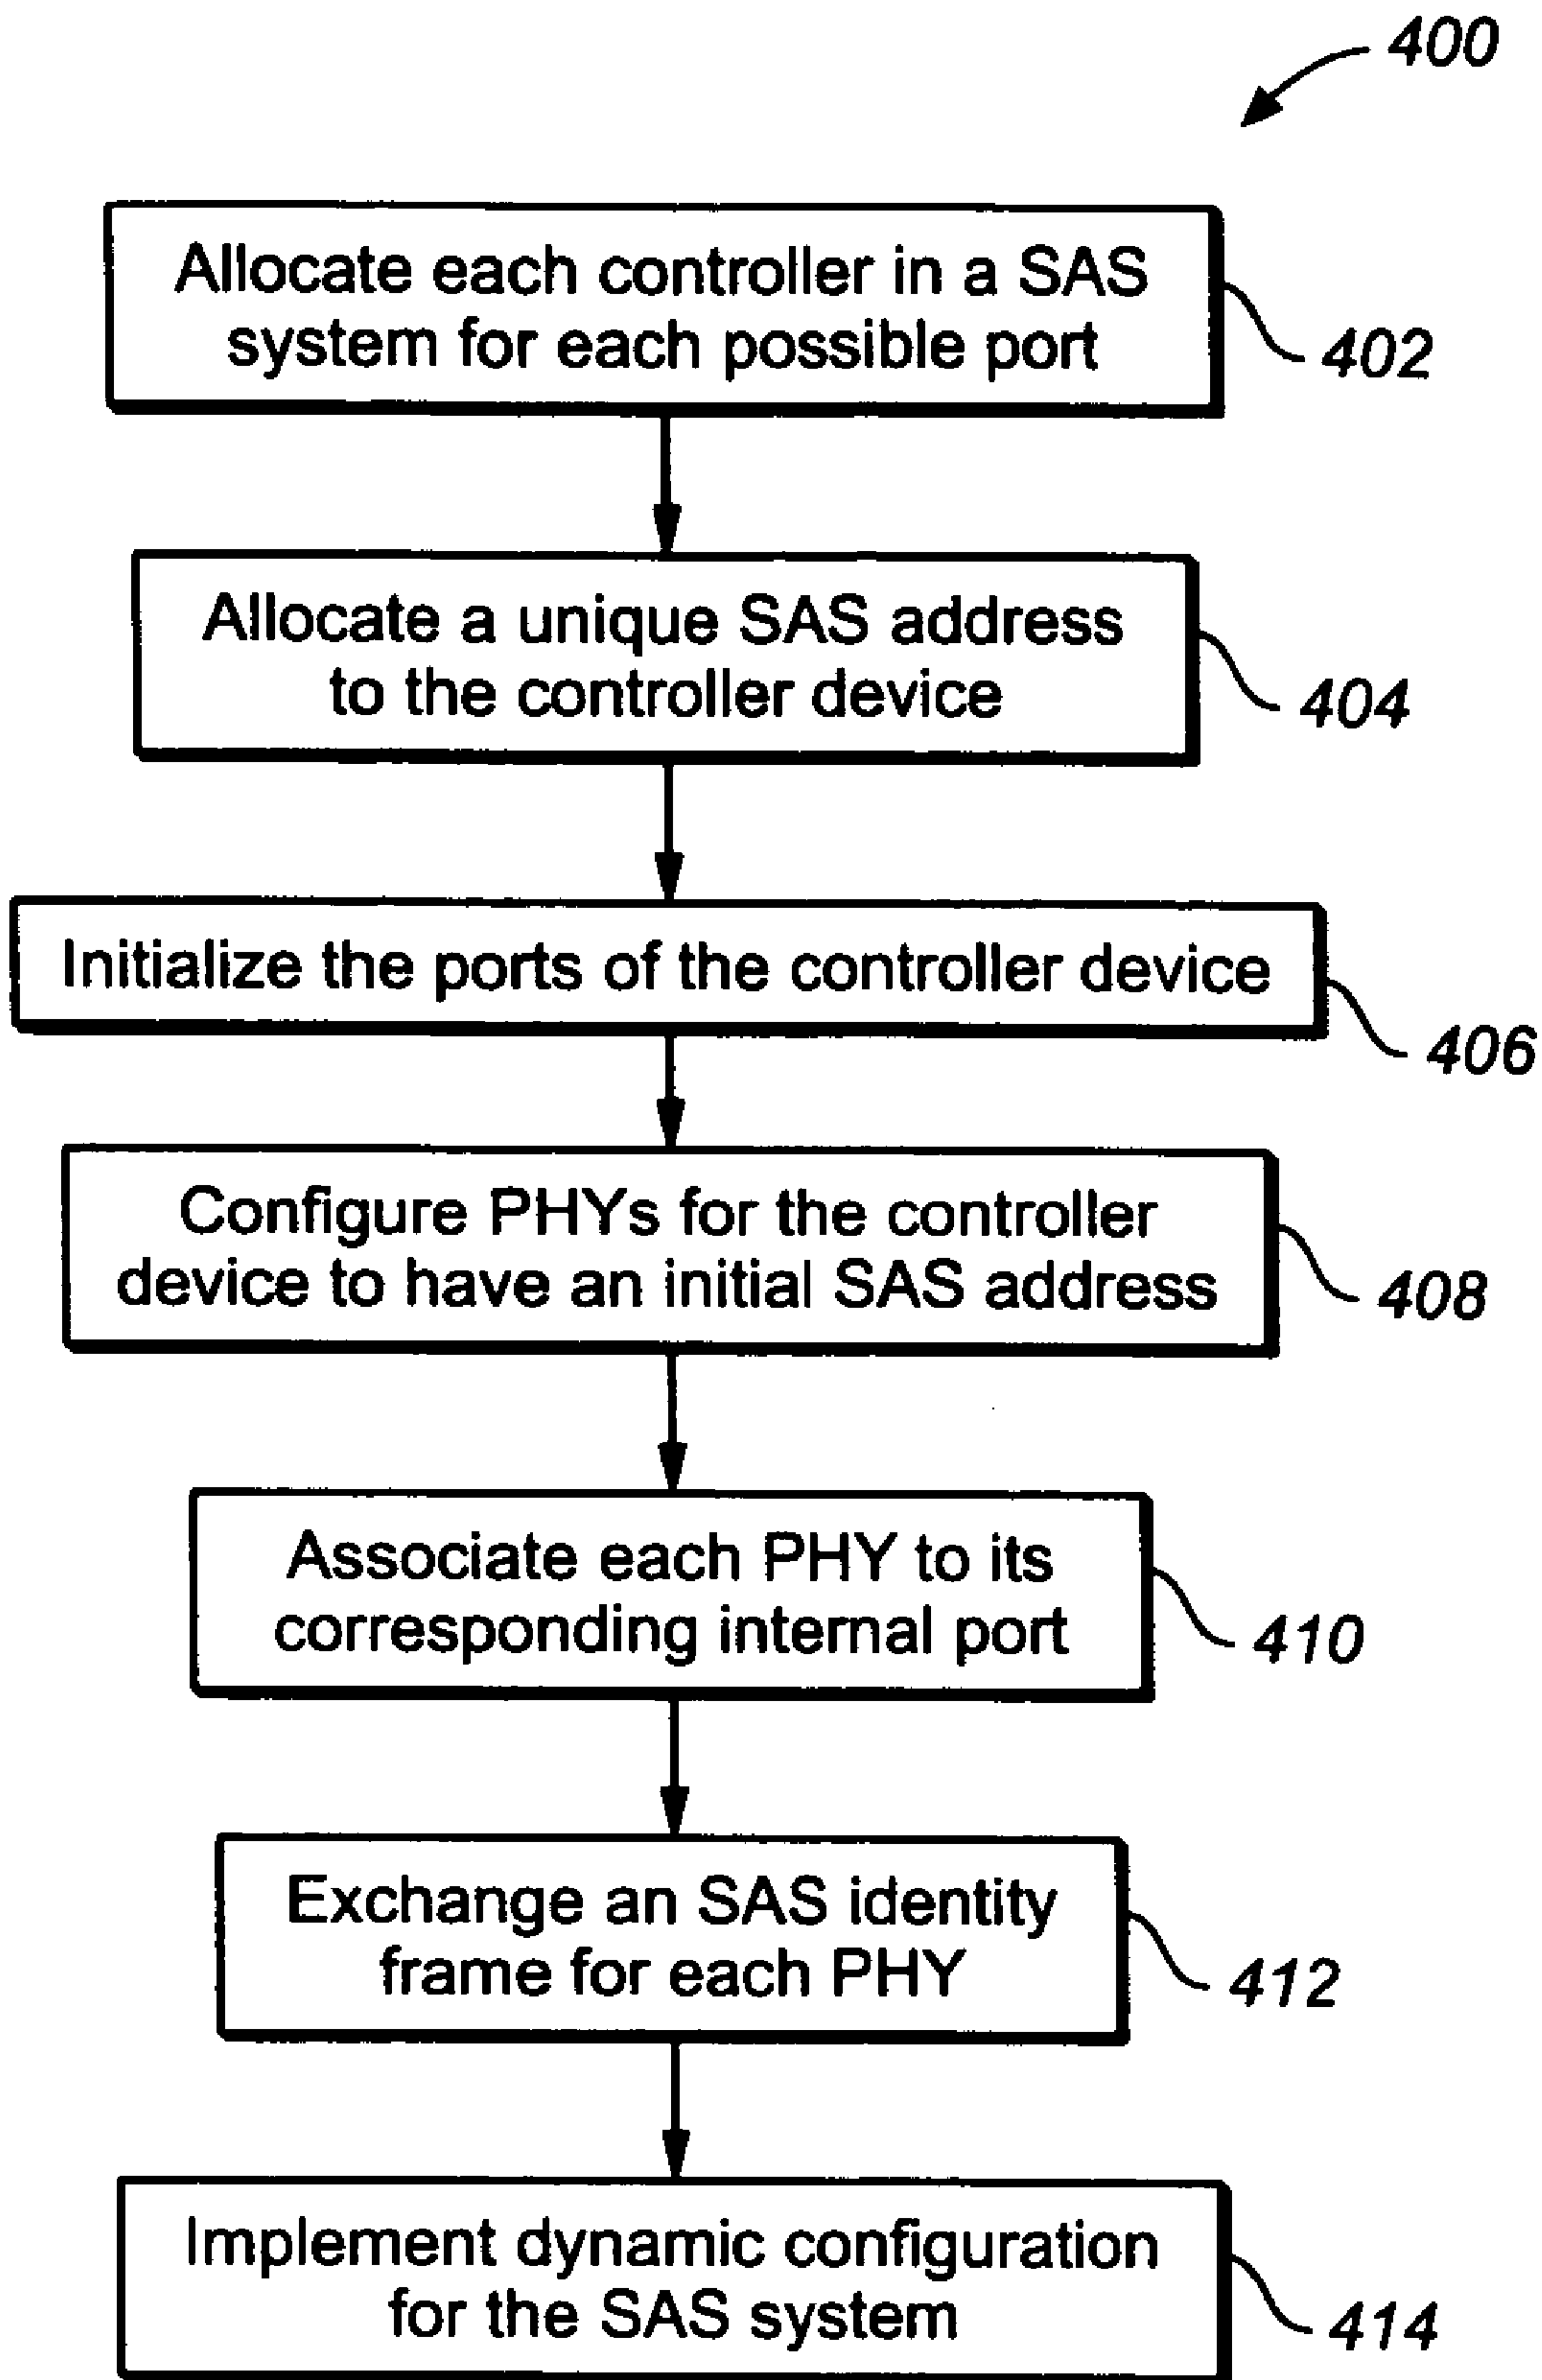 400
Allocate each controller in a SAS
system for each possible port
402
Allocate a unique SAS address
to the controller device
404
Initialize the ports of the controller device
406
Configure PHYs for the controller
device to have an initial SAS address
408
Associate each PHY to its
corresponding internal port
410
Exchange an SAS identity
frame for each PHY
412
Implement dynamic configuration
for the SAS system
414